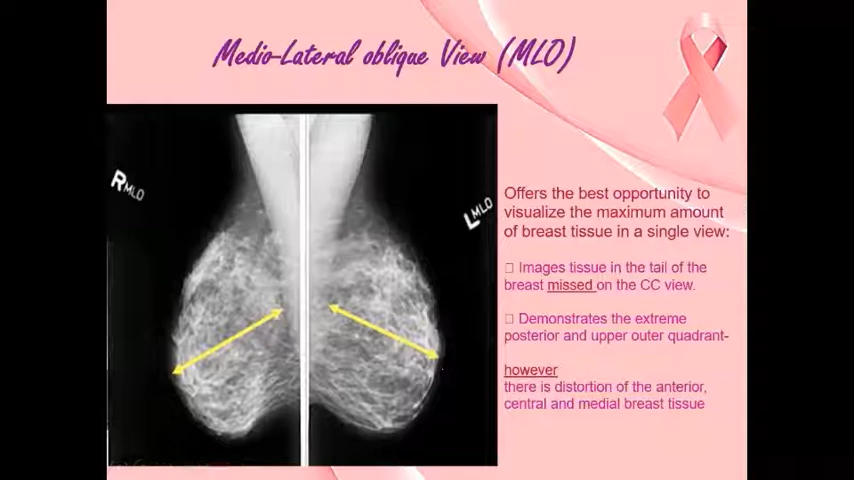 Medio-Lateral oblique View (MLO)
RMLO
LMLO
Offers the best opportunity to
visualize the maximum amount
of breast tissue in a single view:
Images tissue in the tail of the
breast missed on the CC view.
Demonstrates the extreme
posterior and upper outer quadrant-
however
there is distortion of the anterior,
central and medial breast tissue